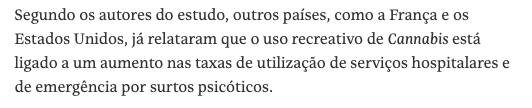 Segundo os autores do estudo, outros países, como a França e os
Estados Unidos, já relataram que o uso recreativo de Cannabis está
ligado a um aumento nas taxas de utilização de serviços hospitalares e
de emergência por surtos psicóticos.